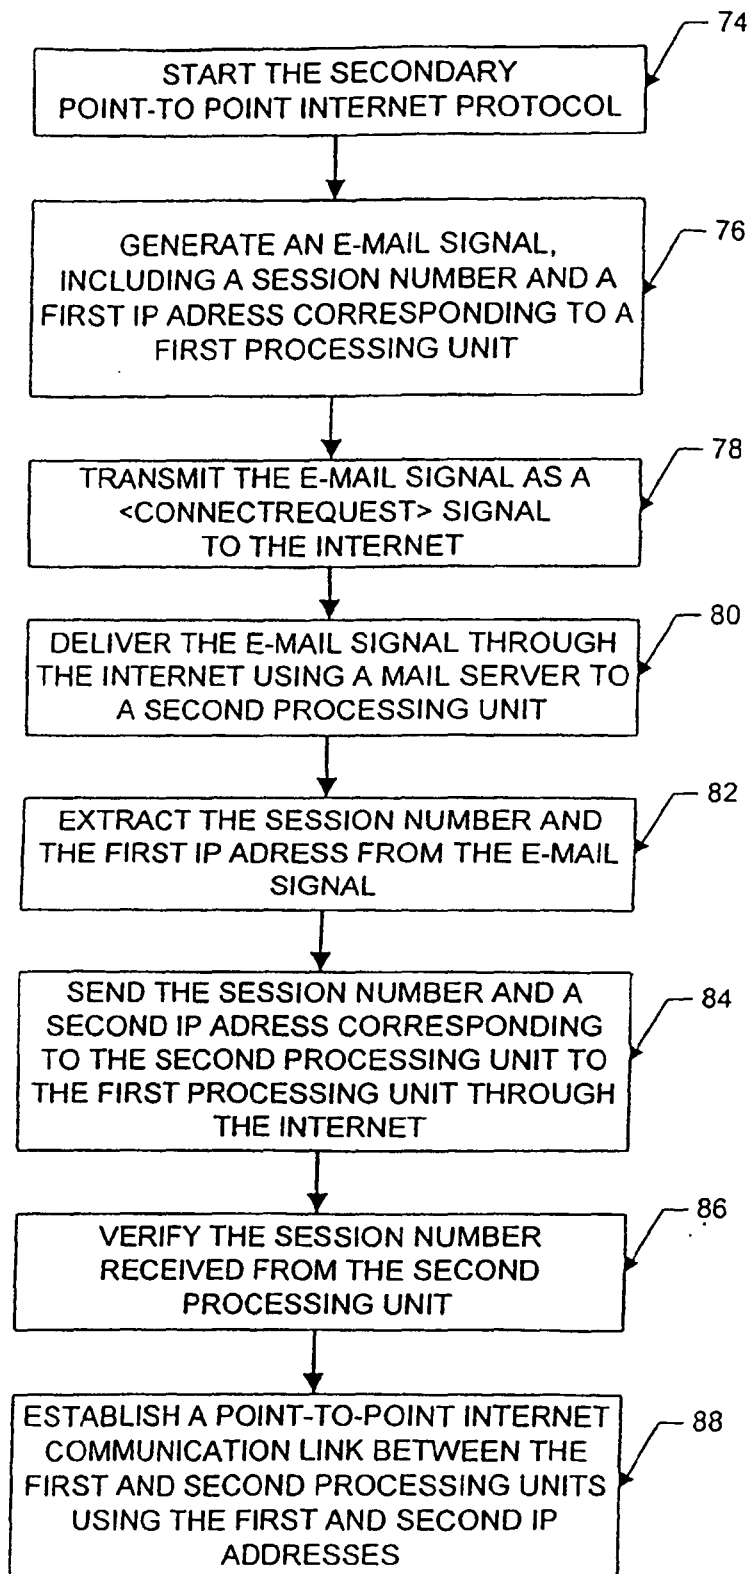 74
START THE SECONDARY
POINT-TO POINT INTERNET PROTOCOL
76
GENERATE AN E-MAIL SIGNAL,
INCLUDING A SESSION NUMBER AND A
FIRST IP ADRESS CORRESPONDING TO A
FIRST PROCESSING UNIT
78
TRANSMIT THE E-MAIL SIGNAL AS A
<CONNECTREQUEST> SIGNAL
TO THE INTERNET
80
DELIVER THE E-MAIL SIGNAL THROUGH
THE INTERNET USING A MAIL SERVER TO
A SECOND PROCESSING UNIT
82
EXTRACT THE SESSION NUMBER AND
THE FIRST IP ADRESS FROM THE E-MAIL
SIGNAL
84
SEND THE SESSION NUMBER AND A
SECOND IP ADRESS CORRESPONDING
TO THE SECOND PROCESSING UNIT TO
THE FIRST PROCESSING UNIT THROUGH
THE INTERNET
86
VERIFY THE SESSION NUMBER
RECEIVED FROM THE SECOND
PROCESSING UNIT
88
ESTABLISH A POINT-TO-POINT INTERNET
COMMUNICATION LINK BETWEEN THE
FIRST AND SECOND PROCESSING UNITS
USING THE FIRST AND SECOND IP
ADDRESSES